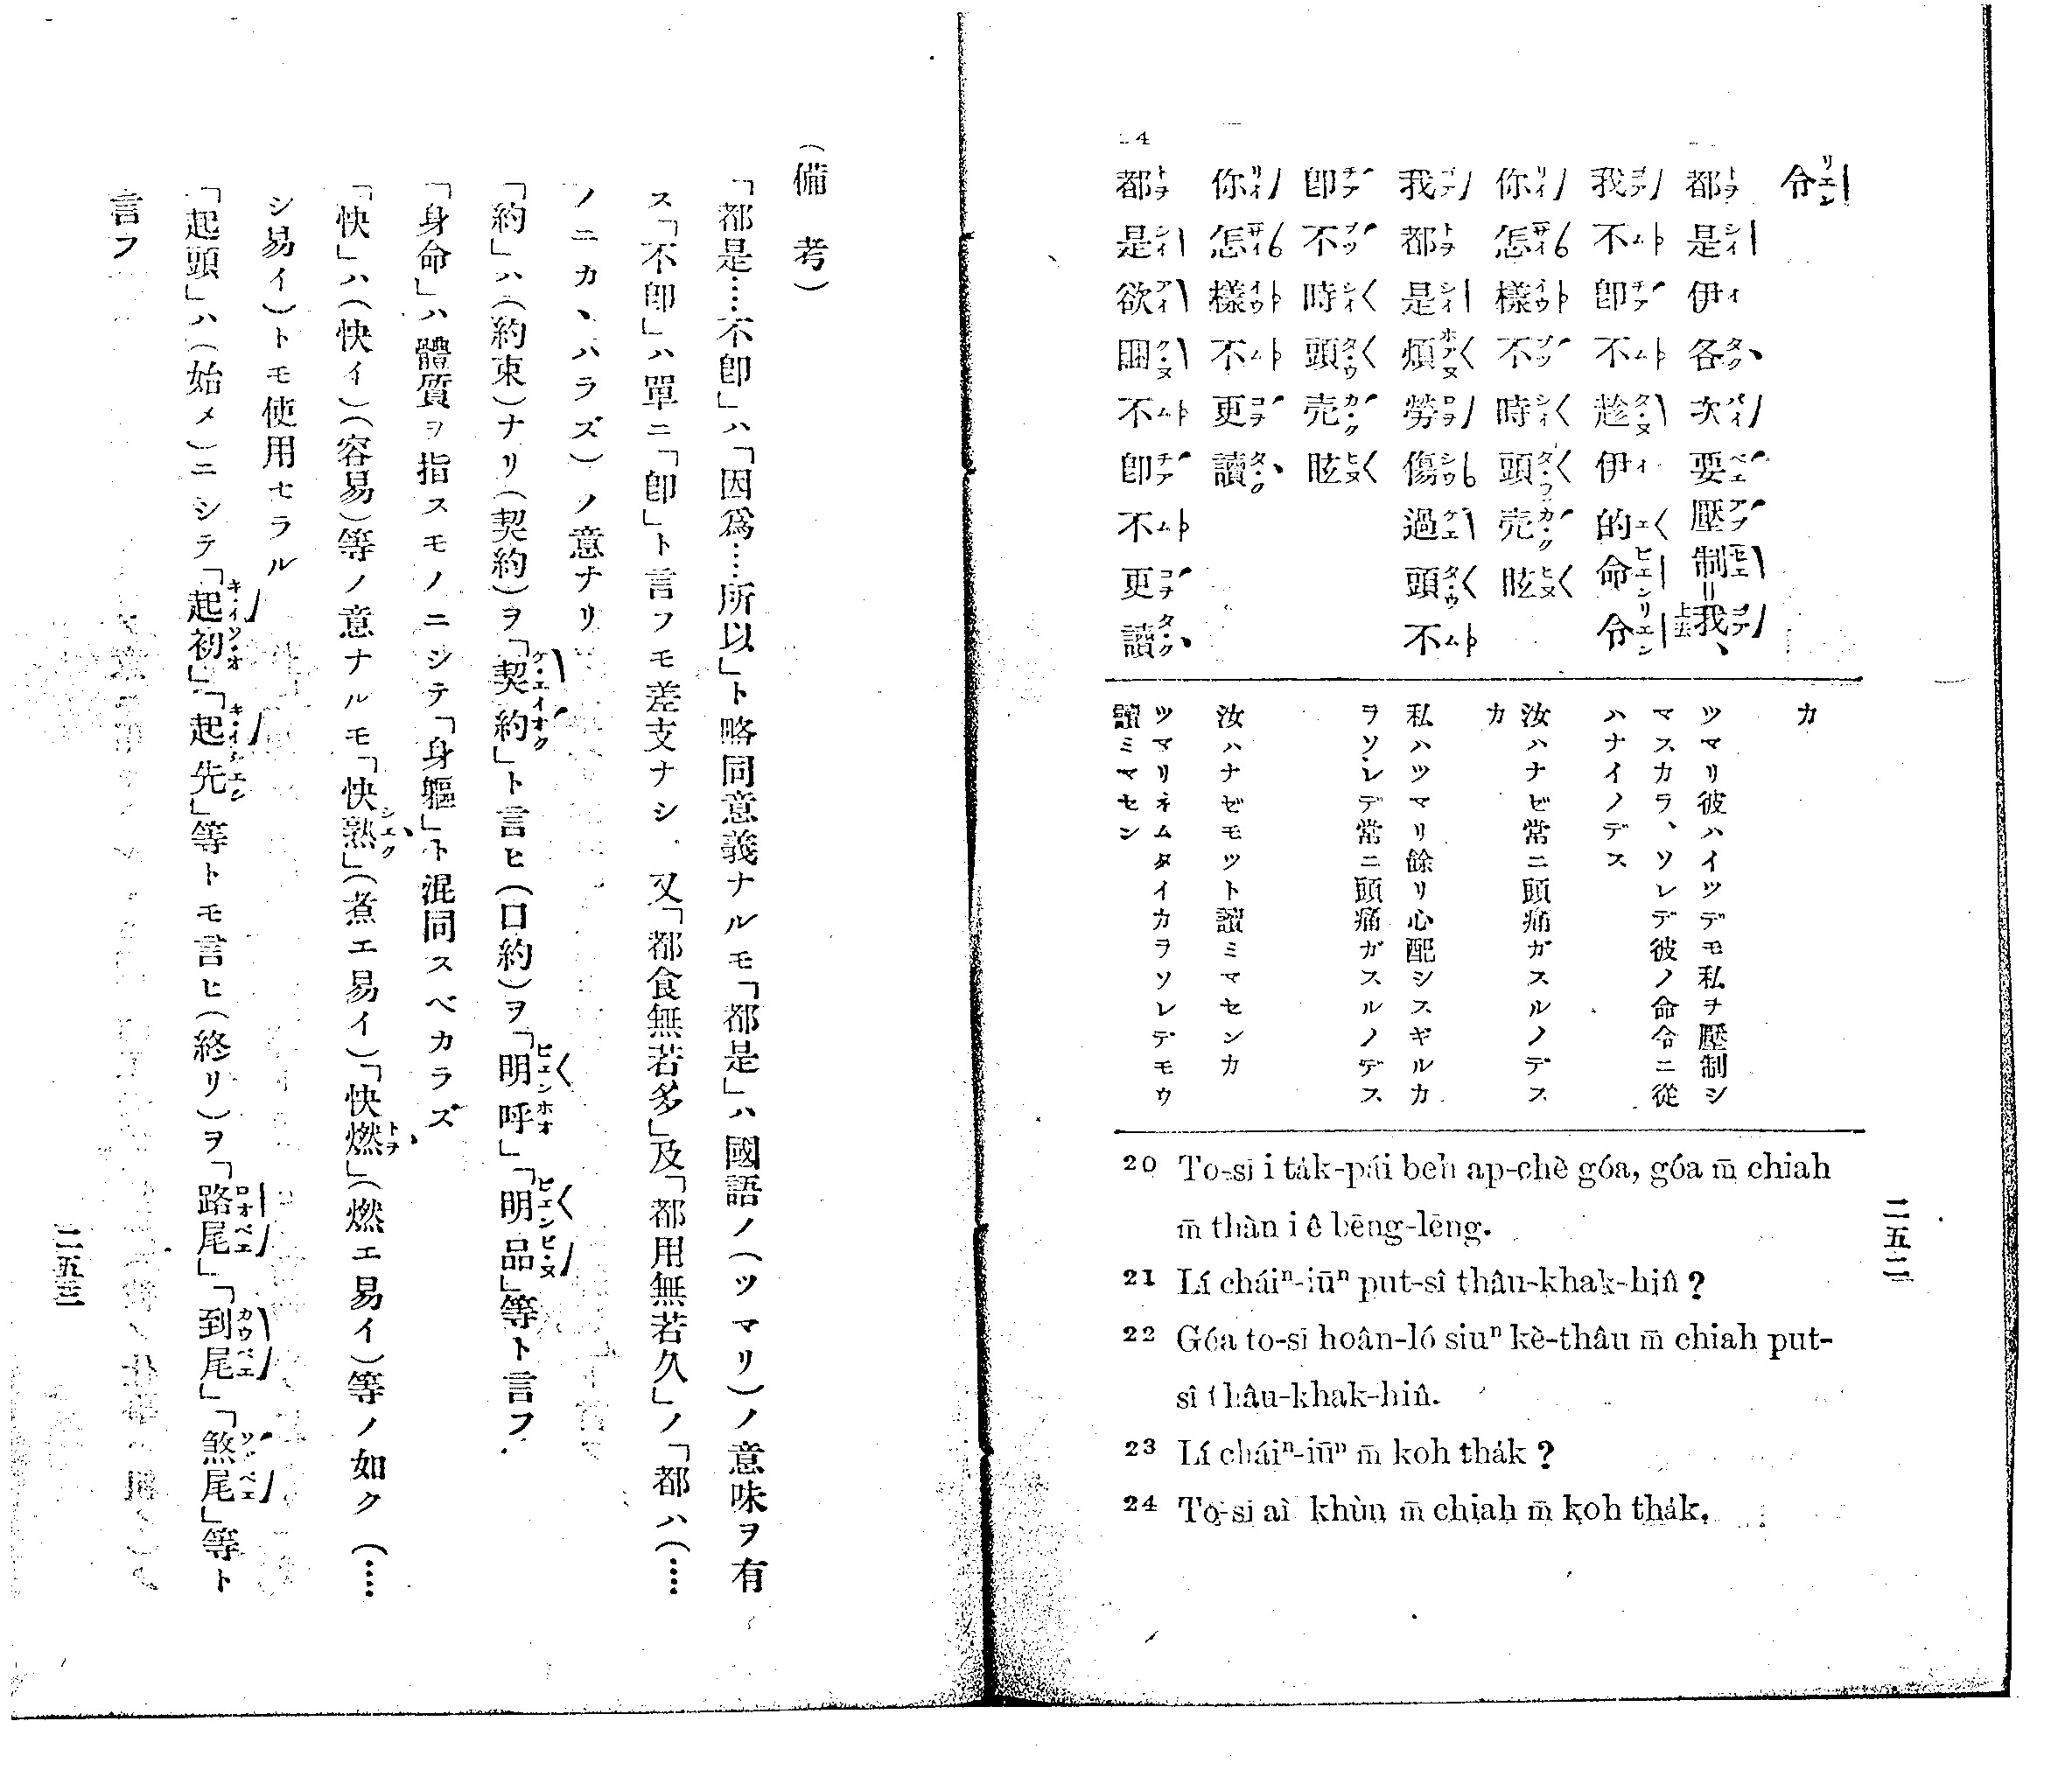 令
都是伊各次要壓制=我、
我不卽不趁伊的命令
你怎樣不時頭売眩
我都是煩勞傷過頭不
卽不時頭売眩
你怎樣不更讀
都是欲睏不卽不更讀
カ
ツマリ彼ハイツデモ私ヲ壓制シ
マスカラ、ソレデ彼ノ命令ニ從
ハナイノデス
汝ハナゼ常ニ頭痛ガスルノデス
カ
私ハツマリ餘リ心配シスギルカ
ヲソレデ常ニ頭痛ガスルノデス
汝ハナゼモツト讀ミマセンカ
ツマリネムタイカラソレデモウ
讀ミマセン
20 To-sī i ta̍k-pái beh ap-chè góa, góa m̄ chiah
m̄ thàn i ê bēng-lēng.
21 Lí cháiⁿ-iūⁿ put-sî thâu-khak-hîn?
22 Góa to-sī hoân-ló siuⁿ kè-thâu m̄ chiah put-
sî thâu-khak-hîn.
23 Lí cháiⁿ-iūⁿ m̄ koh tha̍k?
24 To-sī ài khùn m̄ chiah m̄ koh tha̍k.
二五二
(備考)
「都是……不卽」ハ「因爲……所以」ト略同意義ナルモ「都是」ハ國語ノ(ツマリ)ノ意味ヲ有
ス「不卽」ハ單ニ「卽」ト言フモ差支ナシ 又「都食無若多」及「都用無若久」ノ「都ハ(……
ノニカヽハラズ)ノ意ナリ
「約」ハ(約束)ナリ(契約)ヲ「契約」ト言ヒ(口約)ヲ「明呼」「明品」等ト言フ
「身命」ハ體質ヲ指スモノニシテ「身軀」ト混同スベカラズ
「快」ハ(快イ)(容易)等ノ意ナルモ「快熟」(煮エ易イ)「快燃」(燃エ易イ)等ノ如ク(……
シ易イ)トモ使用セラル
「起頭」ハ(始メ)ニシテ「起初」「起先」等トモ言ヒ(終リ)ヲ「路尾」「到尾」「煞尾」等ト
言フ
二五三